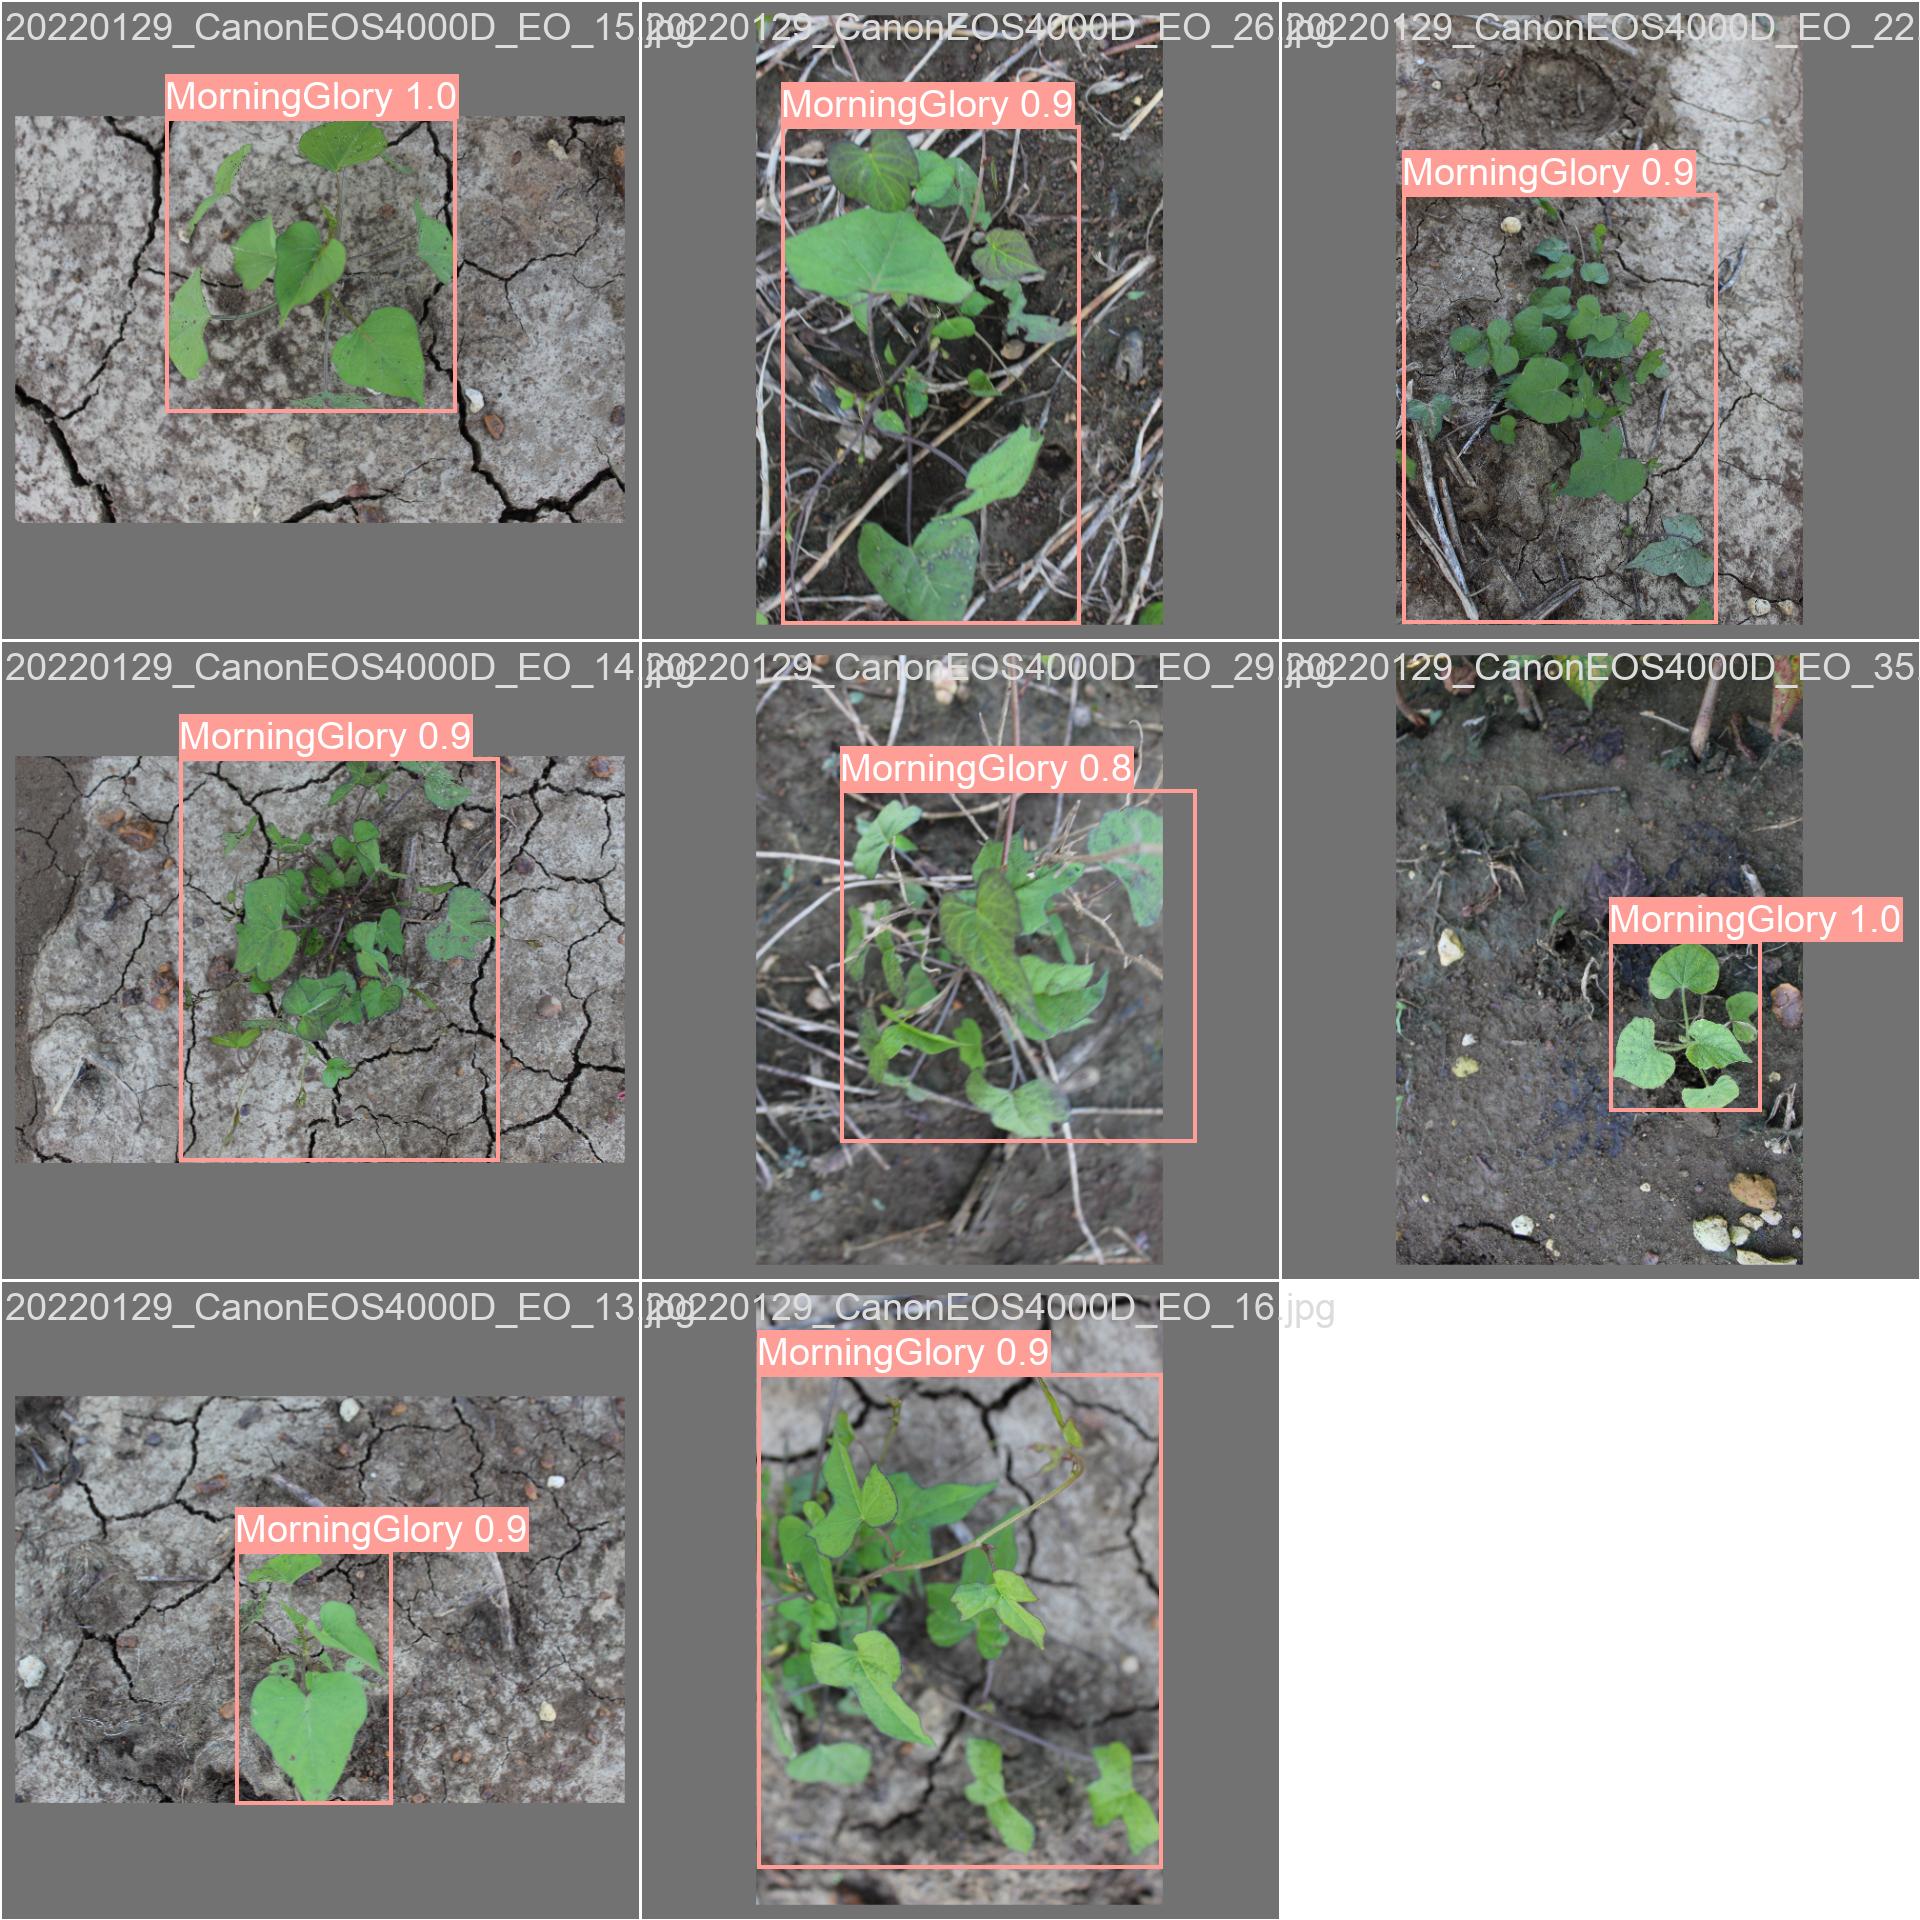 20220129_CanonEOS4000D_EO_15.jpg
20220129_CanonEOS4000D_EO_26.jpg
20220129_CanonEOS4000D_EO_22.
MorningGlory 1.0
MorningGlory 0.9
MorningGlory 0.9
20220129_CanonEOS4000D_EO_14.jpg
20220129_CanonEOS4000D_EO_29.jpg
20220129_CanonEOS4000D_EO_35.
MorningGlory 0.9
MorningGlory 0.8
MorningGlory 1.0
20220129_CanonEOS4000D_EO_13.jpg
20220129_CanonEOS4000D_EO_16.jpg
MorningGlory 0.9
MorningGlory 0.9